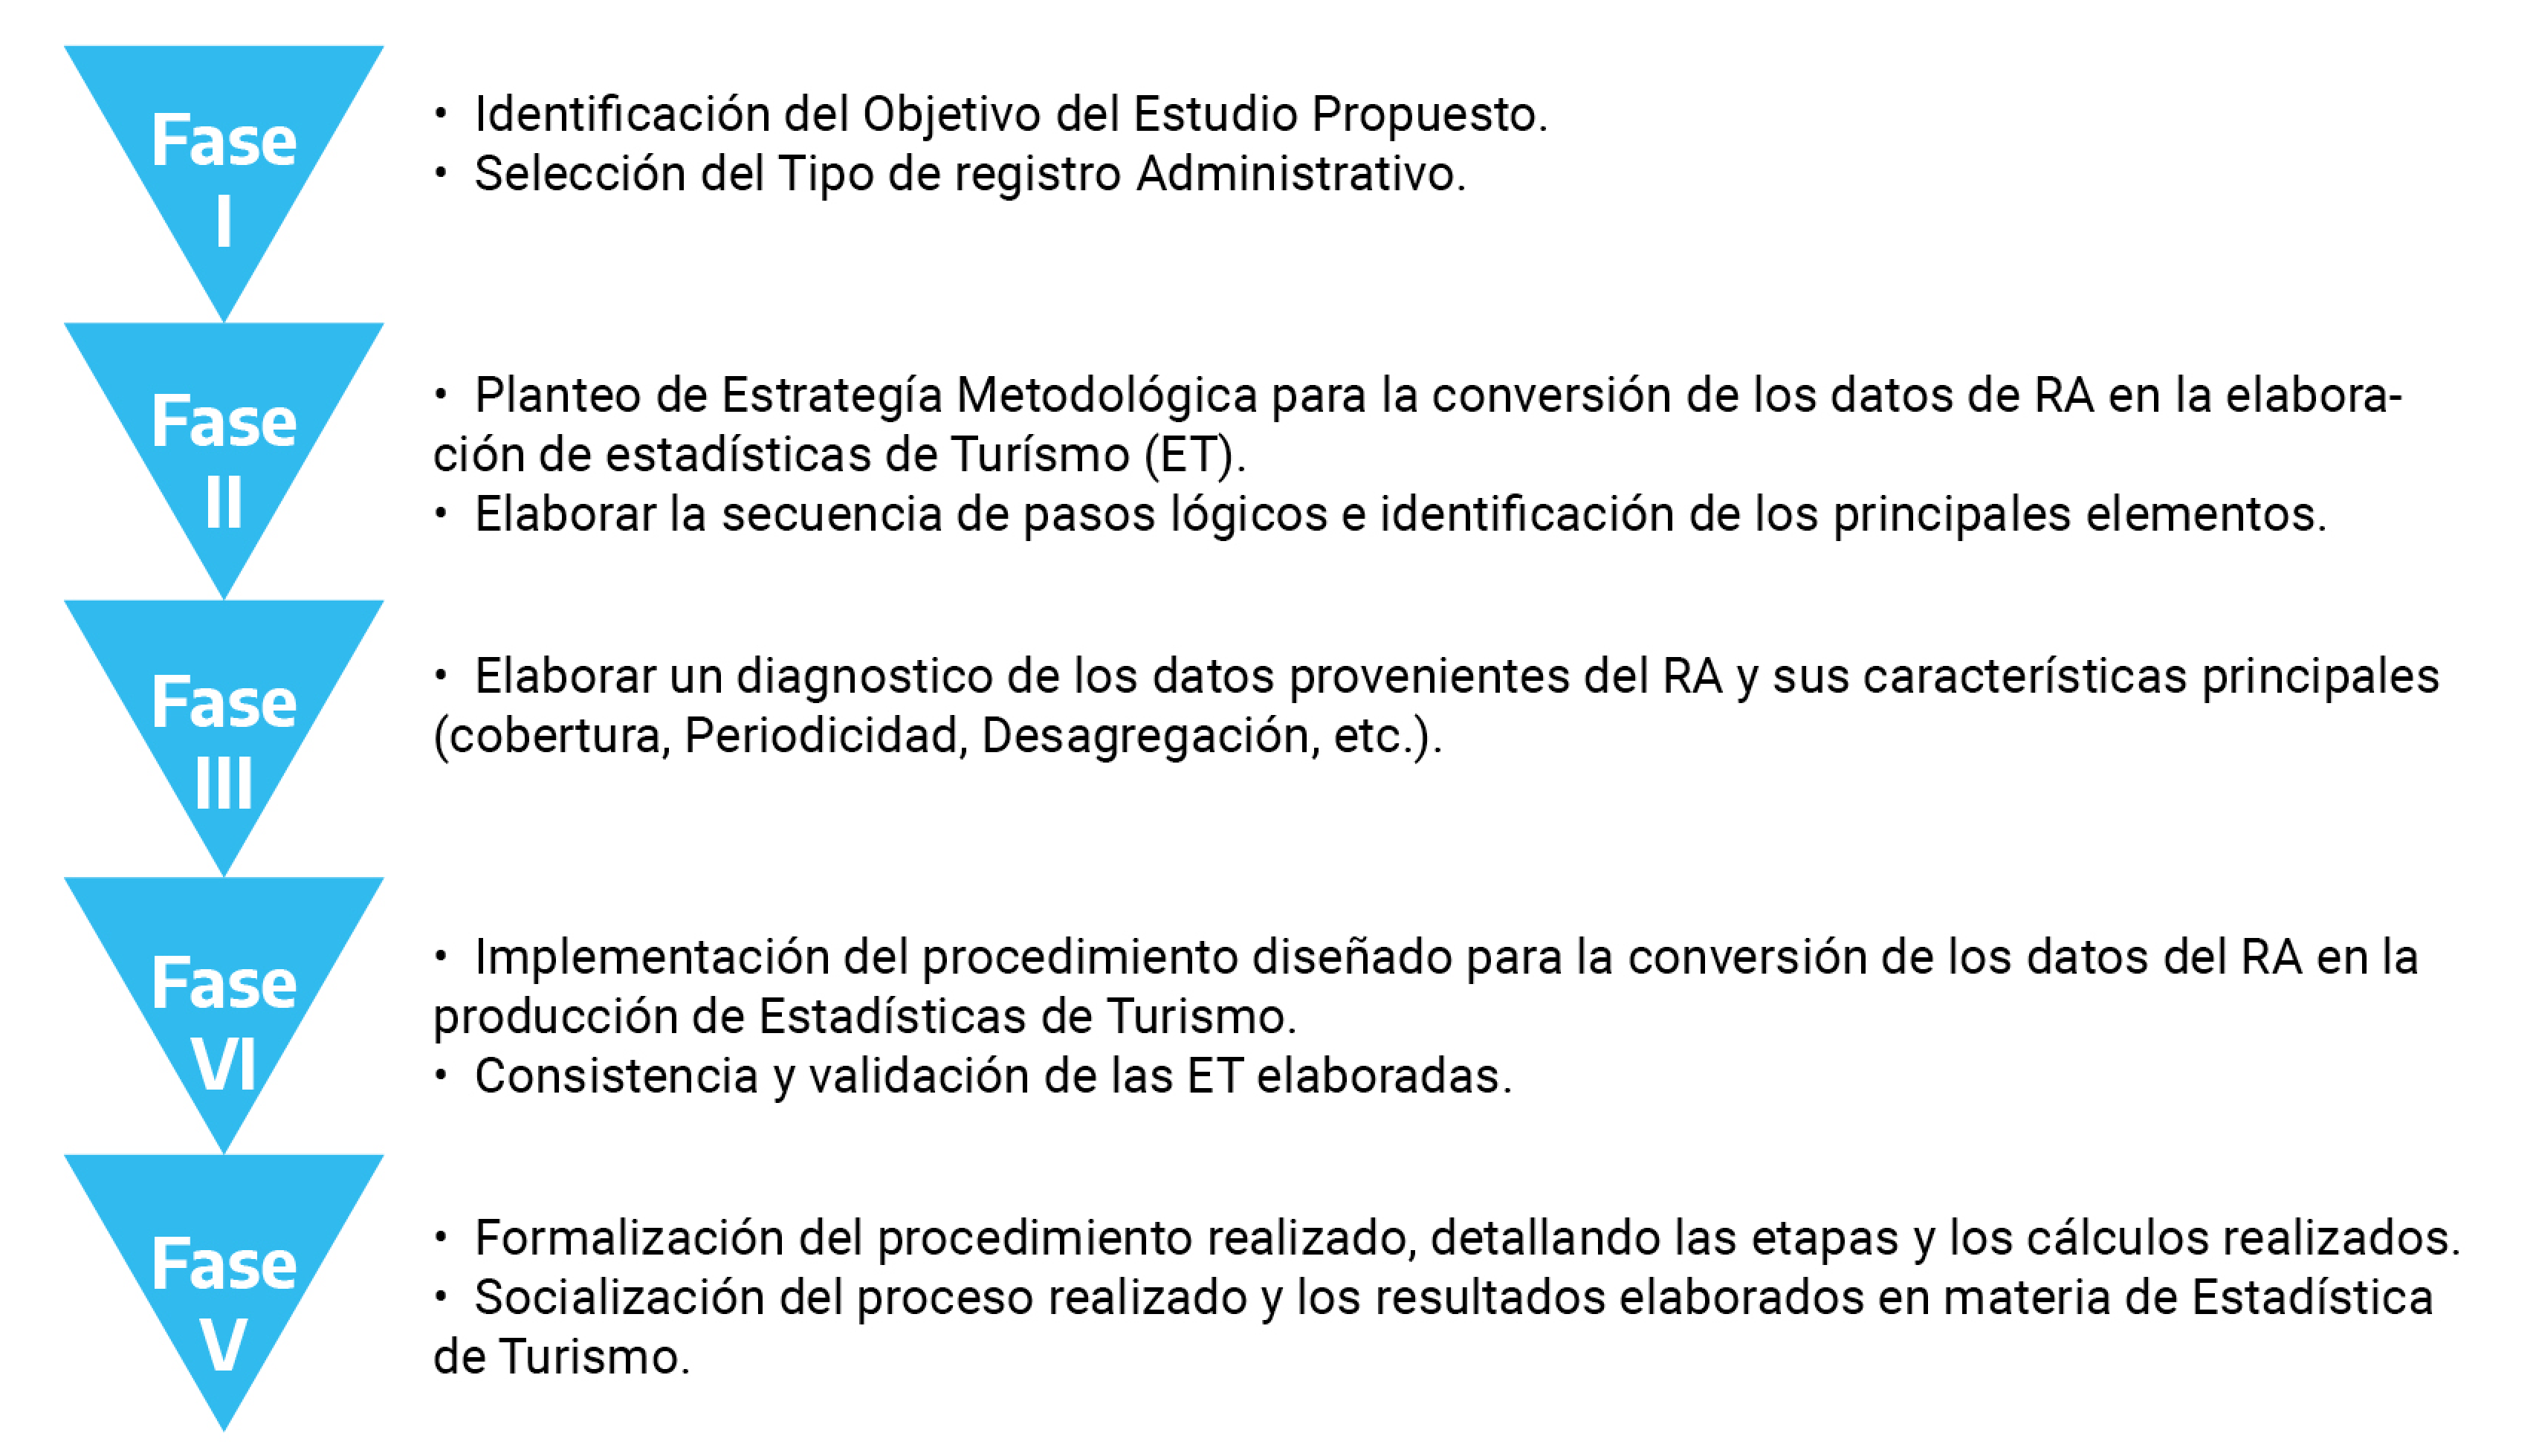 Fase
I
• Identificación del Objetivo del Estudio Propuesto.
• Selección del Tipo de registro Administrativo.
Fase
II
• Planteo de Estrategía Metodológica para la conversión de los datos de RA en la elabora-
ción de estadísticas de Turísmo (ET).
• Elaborar la secuencia de pasos lógicos e identificación de los principales elementos.
Fase
III
• Elaborar un diagnostico de los datos provenientes del RA y sus características principales
(cobertura, Periodicidad, Desagregación, etc.).
Fase
VI
• Implementación del procedimiento diseñado para la conversión de los datos del RA en la
producción de Estadísticas de Turismo.
• Consistencia y validación de las ET elaboradas.
Fase
V
• Formalización del procedimiento realizado, detallando las etapas y los cálculos realizados.
• Socialización del proceso realizado y los resultados elaborados en materia de Estadística
de Turismo.